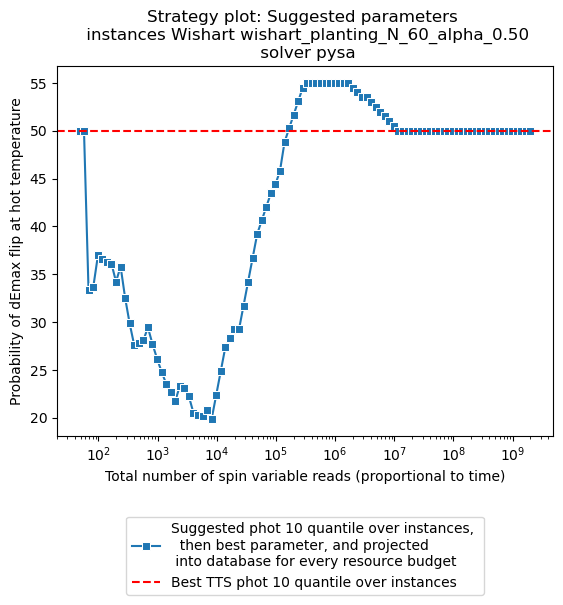 Strategy plot: Suggested parameters
instances Wishart wishart_planting_N_60_alpha_0.50
solver pysa
Probability of dEmax flip at hot temperature
55
50
45
40
35
30
25
20
10² 10³ 10⁴ 10⁵ 10⁶ 10⁷ 10⁸ 10⁹
Total number of spin variable reads (proportional to time)
Suggested phot 10 quantile over instances,
then best parameter, and projected
into database for every resource budget
Best TTS phot 10 quantile over instances